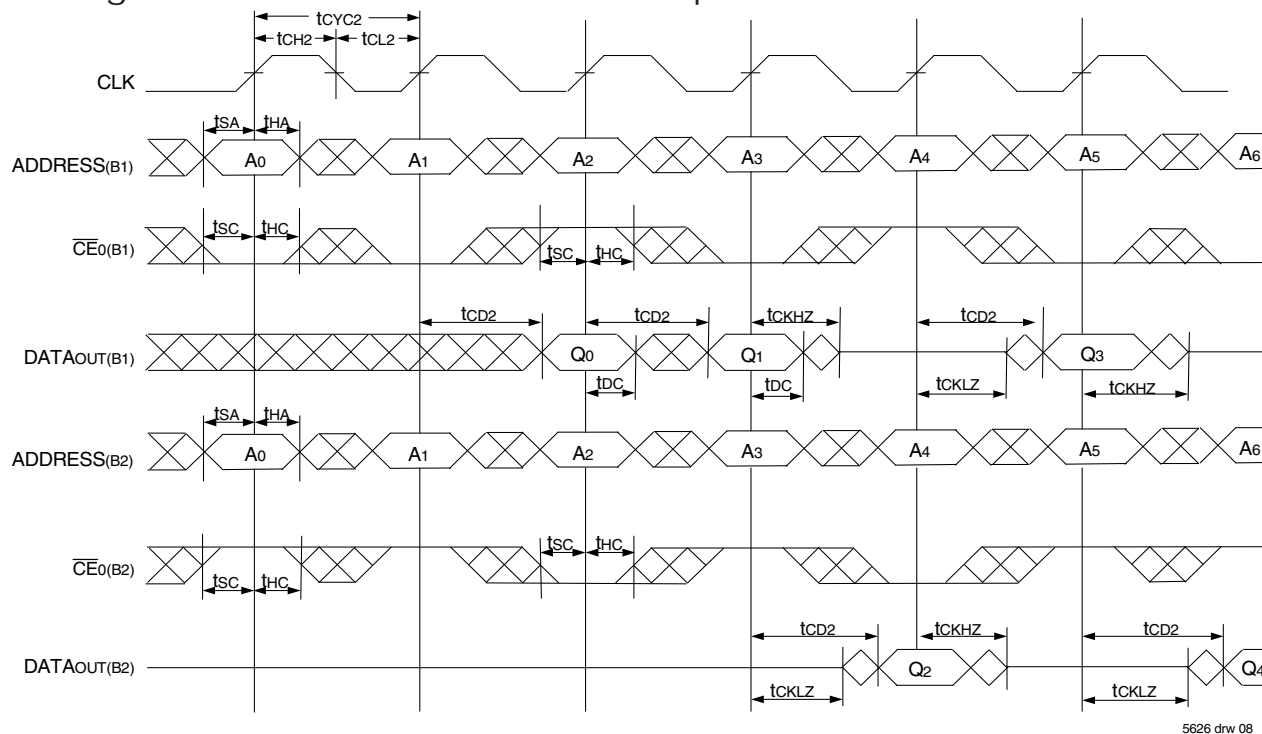 tCYC2
tCH2 tCL2
CLK
tSA tHA
ADDRESS(B1) A0 A1 A2 A3 A4 A5 A6
tSC tHC
CE0(B1)
tSC tHC
tCD2 tCD2 tCKHZ tCD2
DATAOUT(B1) Q0 Q1 Q3
tDC tDC tCKLZ tCKHZ
tSA tHA
ADDRESS(B2) A0 A1 A2 A3 A4 A5 A6
tSC tHC
CE0(B2)
tSC tHC
tCD2 tCKHZ tCD2
DATAOUT(B2) Q2 Q4
tCKLZ tCKLZ
5626 drw 08